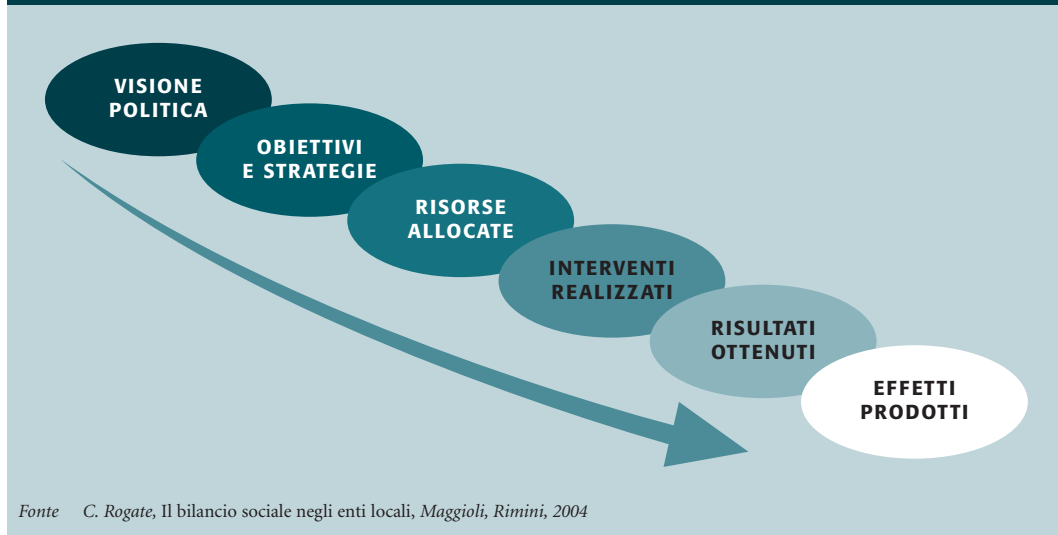 VISIONE
POLITICA
OBIETTIVI
E STRATEGIE
RISORSE
ALLOCATE
INTERVENTI
REALIZZATI
RISULTATI
OTTENUTI
EFFETTI
PRODOTTI
Fonte C. Rogate, Il bilancio sociale negli enti locali, Maggioli, Rimini, 2004